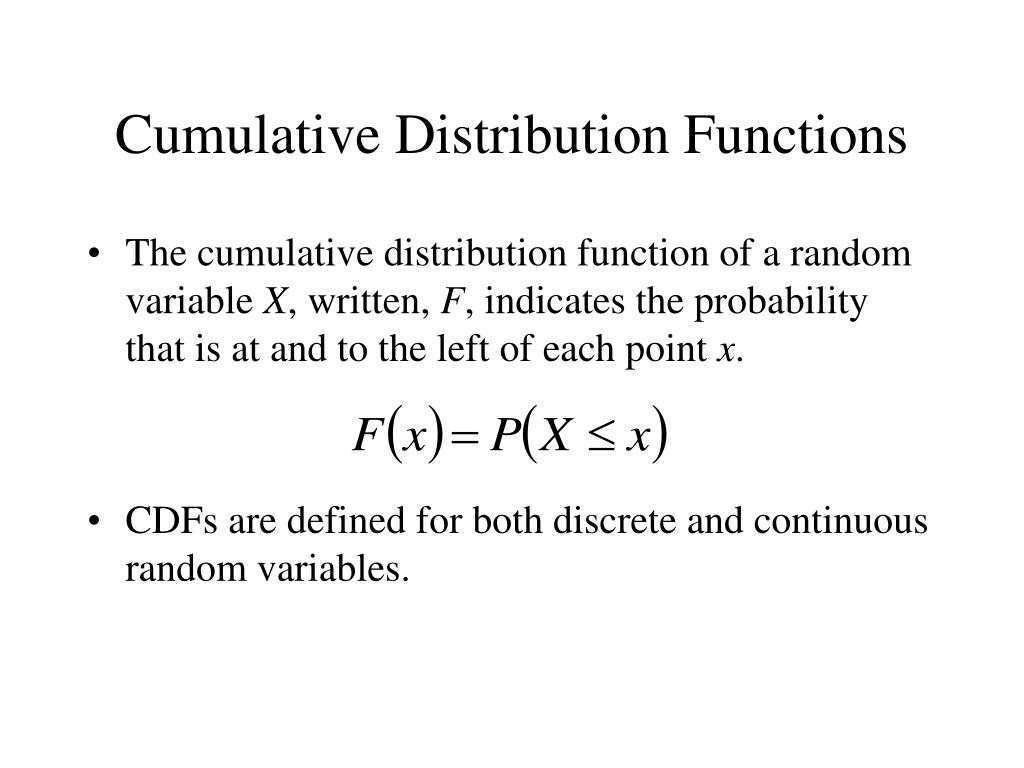 Cumulative Distribution Functions
• The cumulative distribution function of a random
variable X, written, F, indicates the probability
that is at and to the left of each point x.
F(x) = P(X ≤ x)
• CDFs are defined for both discrete and continuous
random variables.